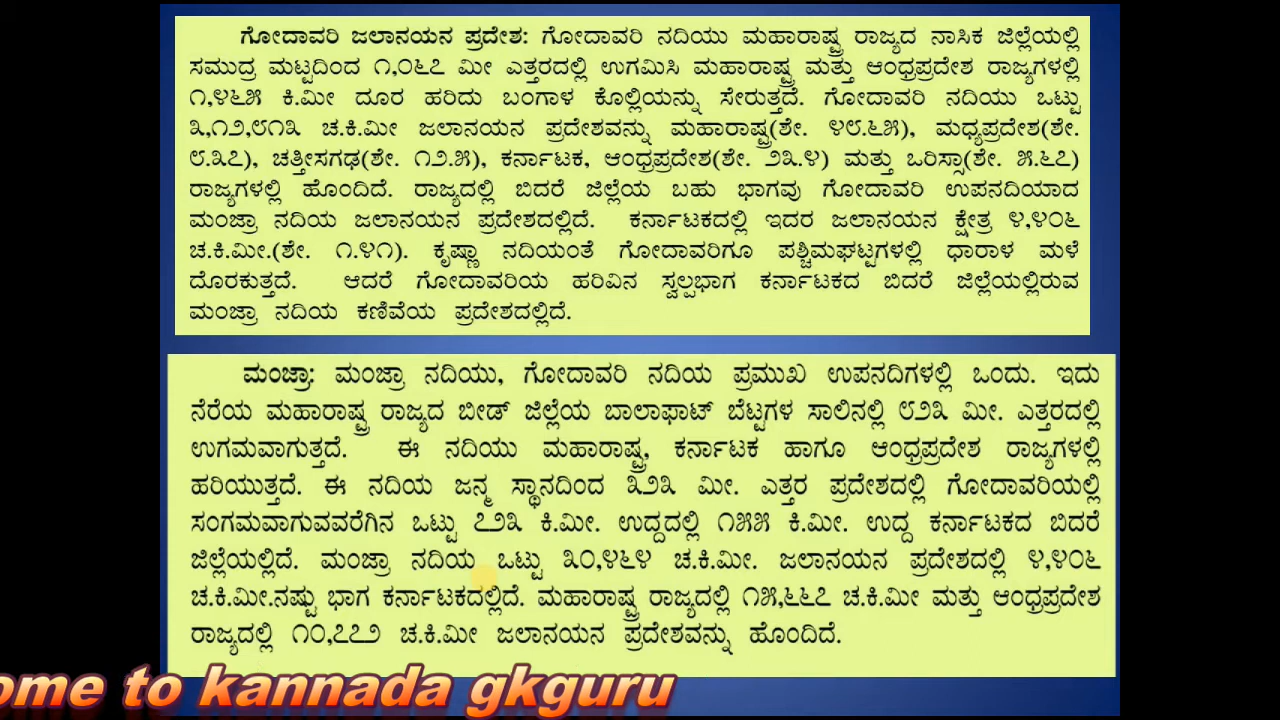 ಗೋದಾವರಿ ಜಲಾನಯನ ಪ್ರದೇಶ: ಗೋದಾವರಿ ನದಿಯು ಮಹಾರಾಷ್ಟ್ರ ರಾಜ್ಯದ ನಾಸಿಕ ಜಿಲ್ಲೆಯಲ್ಲಿ
ಸಮುದ್ರ ಮಟ್ಟದಿಂದ ೧,೦೬೭ ಮೀ ಎತ್ತರದಲ್ಲಿ ಉಗಮಿಸಿ ಮಹಾರಾಷ್ಟ್ರ ಮತ್ತು ಆಂಧ್ರಪ್ರದೇಶ ರಾಜ್ಯಗಳಲ್ಲಿ
೧,೪೬೫ ಕಿ.ಮೀ ದೂರ ಹರಿದು ಬಂಗಾಳ ಕೊಲ್ಲಿಯನ್ನು ಸೇರುತ್ತದೆ. ಗೋದಾವರಿ ನದಿಯು ಒಟ್ಟು
೩,೧೨,೮೧೩ ಚ.ಕಿ.ಮೀ ಜಲಾನಯನ ಪ್ರದೇಶವನ್ನು ಮಹಾರಾಷ್ಟ್ರ(ಶೇ. ೪೮.೬೫), ಮಧ್ಯಪ್ರದೇಶ(ಶೇ.
೮.೩೭), ಚತ್ತೀಸಗಢ(ಶೇ. ೧೨.೫), ಕರ್ನಾಟಕ, ಆಂಧ್ರಪ್ರದೇಶ(ಶೇ. ೨೩.೪) ಮತ್ತು ಒರಿಸ್ಸಾ(ಶೇ. ೫.೬೭)
ರಾಜ್ಯಗಳಲ್ಲಿ ಹೊಂದಿದೆ. ರಾಜ್ಯದಲ್ಲಿ ಬಿದರೆ ಜಿಲ್ಲೆಯ ಬಹು ಭಾಗವು ಗೋದಾವರಿ ಉಪನದಿಯಾದ
ಮಂಜ್ರಾ ನದಿಯ ಜಲಾನಯನ ಪ್ರದೇಶದಲ್ಲಿದೆ. ಕರ್ನಾಟಕದಲ್ಲಿ ಇದರ ಜಲಾನಯನ ಕ್ಷೇತ್ರ ೪,೪೦೬
ಚ.ಕಿ.ಮೀ.(ಶೇ. ೧.೪೧). ಕೃಷ್ಣಾ ನದಿಯಂತೆ ಗೋದಾವರಿಗೂ ಪಶ್ಚಿಮಘಟ್ಟಗಳಲ್ಲಿ ಧಾರಾಳ ಮಳೆ
ದೊರಕುತ್ತದೆ. ಆದರೆ ಗೋದಾವರಿಯ ಹರಿವಿನ ಸ್ವಲ್ಪಭಾಗ ಕರ್ನಾಟಕದ ಬಿದರೆ ಜಿಲ್ಲೆಯಲ್ಲಿರುವ
ಮಂಜ್ರಾ ನದಿಯ ಕಣಿವೆಯ ಪ್ರದೇಶದಲ್ಲಿದೆ.
ಮಂಜ್ರಾ: ಮಂಜ್ರಾ ನದಿಯು, ಗೋದಾವರಿ ನದಿಯ ಪ್ರಮುಖ ಉಪನದಿಗಳಲ್ಲಿ ಒಂದು. ಇದು
ನೆರೆಯ ಮಹಾರಾಷ್ಟ್ರ ರಾಜ್ಯದ ಬೀಡ್ ಜಿಲ್ಲೆಯ ಬಾಲಾಘಾಟ್ ಬೆಟ್ಟಗಳ ಸಾಲಿನಲ್ಲಿ ೮೨೩ ಮೀ. ಎತ್ತರದಲ್ಲಿ
ಉಗಮವಾಗುತ್ತದೆ. ಈ ನದಿಯು ಮಹಾರಾಷ್ಟ್ರ, ಕರ್ನಾಟಕ ಹಾಗೂ ಆಂಧ್ರಪ್ರದೇಶ ರಾಜ್ಯಗಳಲ್ಲಿ
ಹರಿಯುತ್ತದೆ. ಈ ನದಿಯ ಜನ್ಮ ಸ್ಥಾನದಿಂದ ೩೨೩ ಮೀ. ಎತ್ತರ ಪ್ರದೇಶದಲ್ಲಿ ಗೋದಾವರಿಯಲ್ಲಿ
ಸಂಗಮವಾಗುವವರೆಗಿನ ಒಟ್ಟು ೭೨೩ ಕಿ.ಮೀ. ಉದ್ದದಲ್ಲಿ ೧೫೫ ಕಿ.ಮೀ. ಉದ್ದ ಕರ್ನಾಟಕದ ಬಿದರೆ
ಜಿಲ್ಲೆಯಲ್ಲಿದೆ. ಮಂಜ್ರಾ ನದಿಯ ಒಟ್ಟು ೩೦,೪೬೪ ಚ.ಕಿ.ಮೀ. ಜಲಾನಯನ ಪ್ರದೇಶದಲ್ಲಿ ೪,೪೦೬
ಚ.ಕಿ.ಮೀ.ನಷ್ಟು ಭಾಗ ಕರ್ನಾಟಕದಲ್ಲಿದೆ. ಮಹಾರಾಷ್ಟ್ರ ರಾಜ್ಯದಲ್ಲಿ ೧೫,೬೬೭ ಚ.ಕಿ.ಮೀ ಮತ್ತು ಆಂಧ್ರಪ್ರದೇಶ
ರಾಜ್ಯದಲ್ಲಿ ೧೦,೭೭೨ ಚ.ಕಿ.ಮೀ ಜಲಾನಯನ ಪ್ರದೇಶವನ್ನು ಹೊಂದಿದೆ.
ome to kannada gkguru